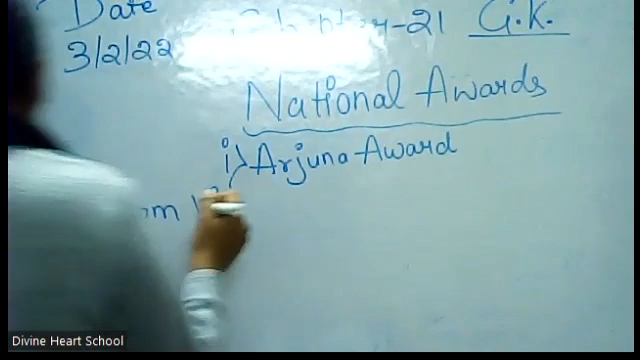 Date
3/2/22
-21 G.K.
National Awards
i) Arjuna Award
Divine Heart School